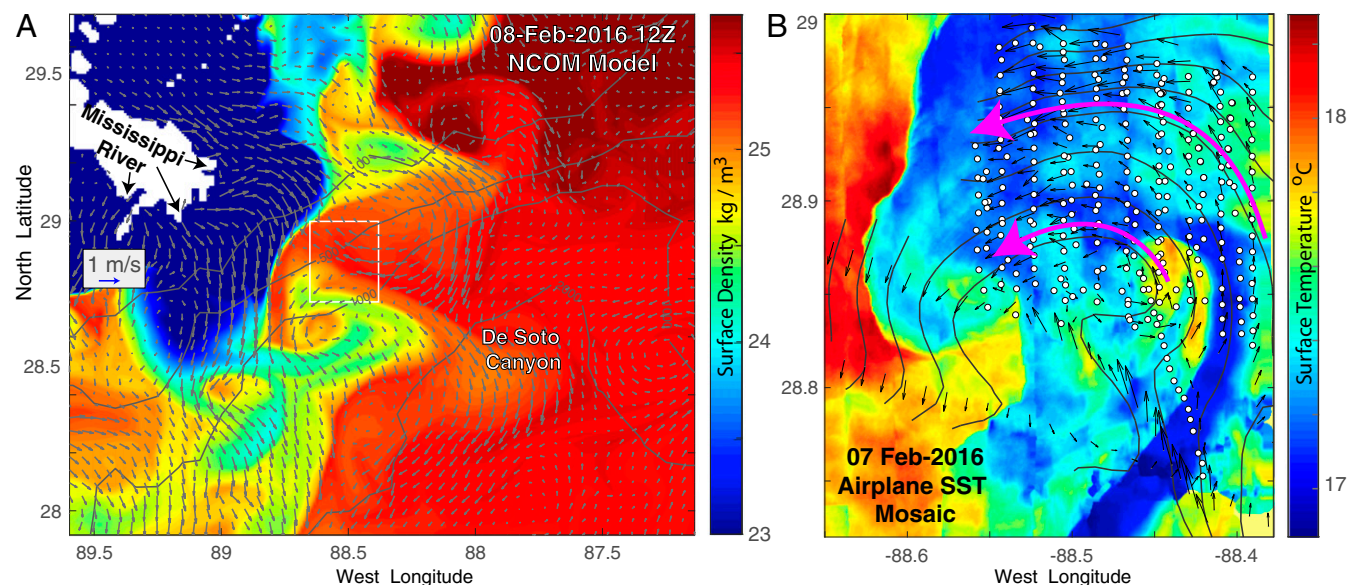 A
08-Feb-2016 12Z
NCOM Model
Mississippi
River
1 m/s
100
1000
De Soto
Canyon
29.5
29
28.5
28
North Latitude
89.5
89
88.5
88
87.5
West Longitude
25
24
23
Surface Density kg / m³
B
29
28.9
28.8
07 Feb-2016
Airplane SST
Mosaic
-88.6
-88.5
-88.4
West Longitude
18
17
Surface Temperature °C